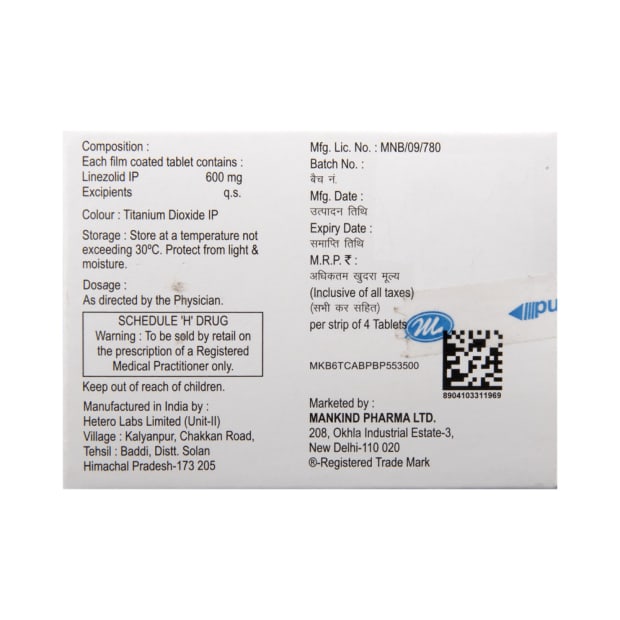 Composition :
Each film coated tablet contains :
Linezolid IP 600 mg
Excipients q.s.
Colour : Titanium Dioxide IP
Storage : Store at a temperature not
exceeding 30ºC. Protect from light &
moisture.
Dosage :
As directed by the Physician.
SCHEDULE 'H' DRUG
Warning : To be sold by retail on
the prescription of a Registered
Medical Practitioner only.
Keep out of reach of children.
Manufactured in India by :
Hetero Labs Limited (Unit-II)
Village : Kalyanpur, Chakkan Road,
Tehsil : Baddi, Distt. Solan
Himachal Pradesh-173 205
Mfg. Lic. No. : MNB/09/780
Batch No. :
बैच नं.
Mfg. Date :
उत्पादन तिथि
Expiry Date :
समाप्ति तिथि
M.R.P. ₹ :
अधिकतम खुदरा मूल्य
(Inclusive of all taxes)
(सभी कर सहित)
per strip of 4 Tablets
m
pu
MKB6TCABPBP553500
8904103311969
Marketed by :
MANKIND PHARMA LTD.
208, Okhla Industrial Estate-3,
New Delhi-110 020
®-Registered Trade Mark